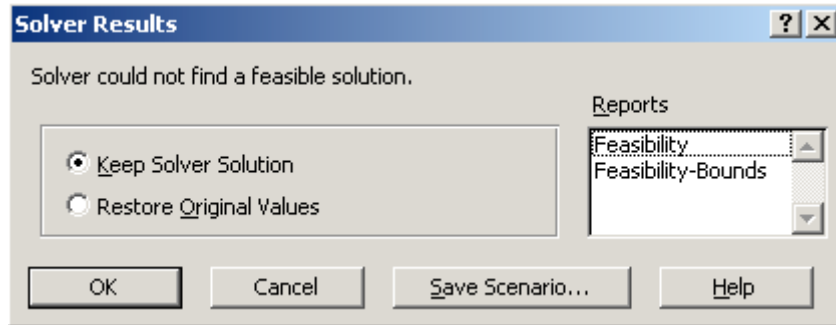 Solver Results
Solver could not find a feasible solution.
Reports
Keep Solver Solution
Restore Original Values
Feasibility
Feasibility-Bounds
OK
Cancel
Save Scenario...
Help